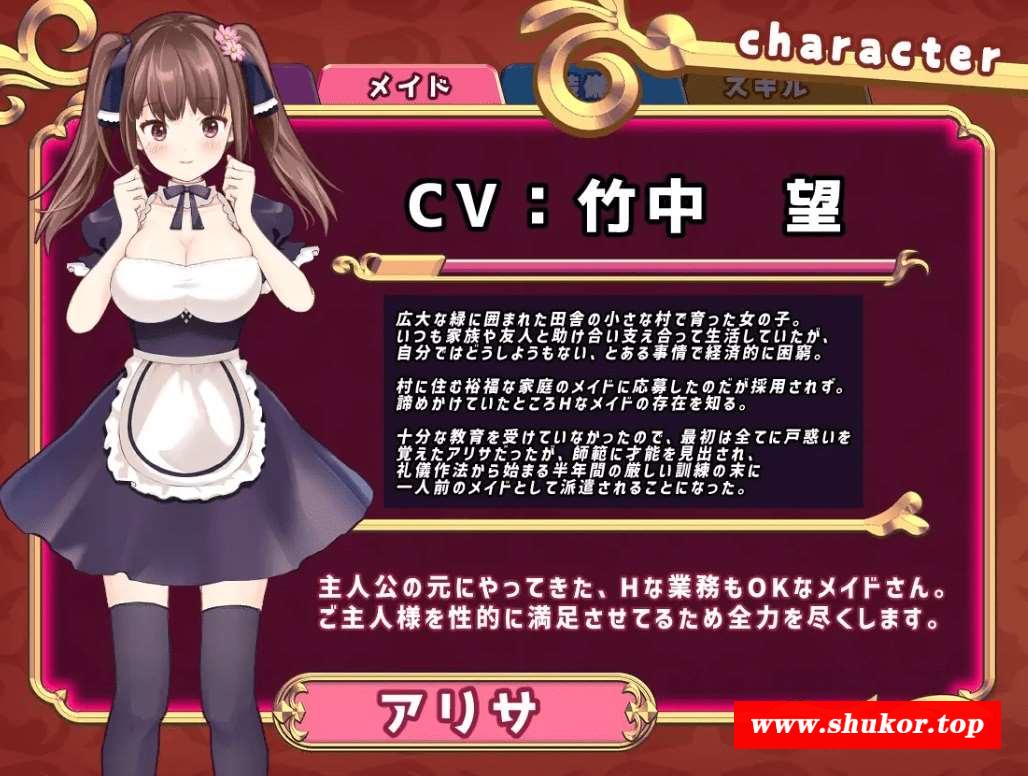 character
メイド
スキル
CV：竹中　望
広大な緑に囲まれた田舎の小さな村で育った女の子。
いつも家族や友人と助け合い支え合って生活していたが、
自分ではどうしようもない、とある事情で経済的に困窮。
村に住む裕福な家庭のメイドに応募したのだが採用されず。
諦めかけていたところHなメイドの存在を知る。
十分な教育を受けていなかったので、最初は全てに戸惑いを
覚えたアリサだったが、師範に才能を見出され、
礼儀作法から始まる半年間の厳しい訓練の末に
一人前のメイドとして派遣されることになった。
主人公の元にやってきた、Hな業務もOKなメイドさん。
ご主人様を性的に満足させてるため全力を尽くします。
アリサ
www.shukor.top